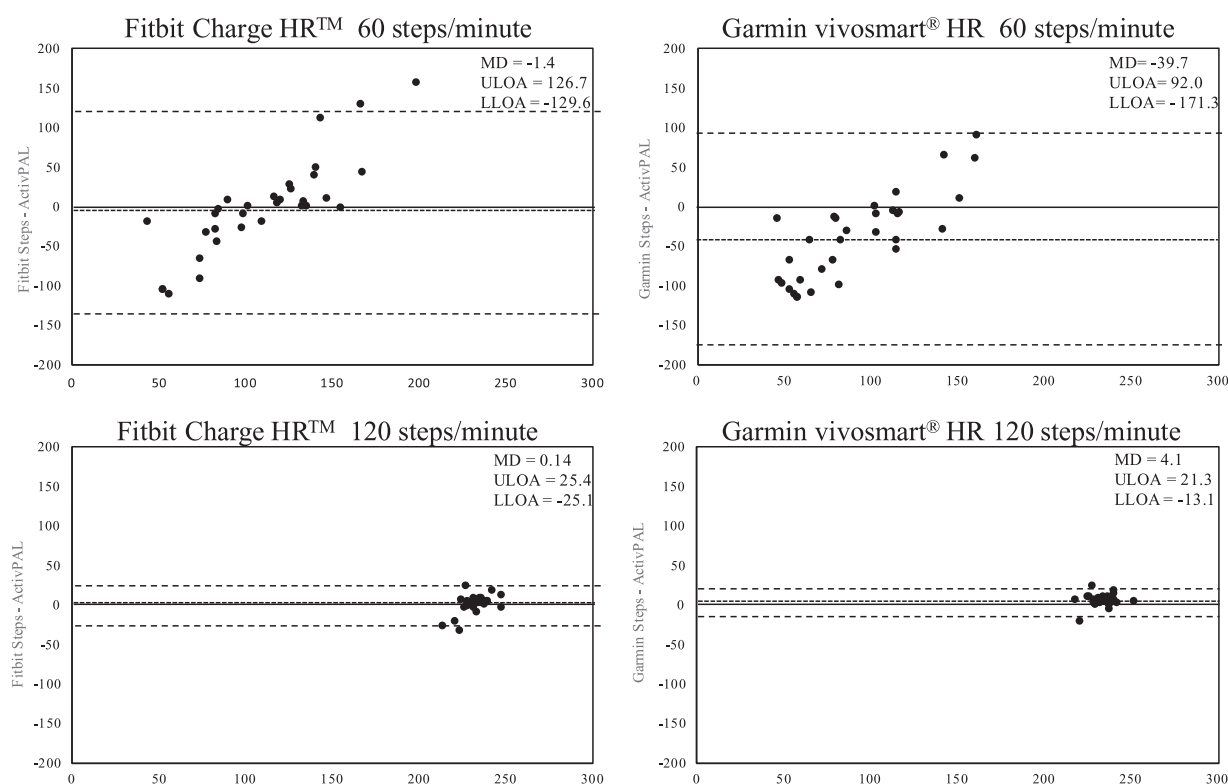 Fitbit Charge HR™ 60 steps/minute
MD = -1.4
ULOA = 126.7
LLOA = -129.6
Fitbit Steps - ActivPAL
200
150
100
50
0
-50
-100
-150
-200
0 50 100 150 200 250 300
Garmin vivosmart® HR 60 steps/minute
MD= -39.7
ULOA= 92.0
LLOA= -171.3
Garmin Steps - ActivPAL
200
150
100
50
0
-50
-100
-150
-200
0 50 100 150 200 250 300
Fitbit Charge HR™ 120 steps/minute
MD = 0.14
ULOA = 25.4
LLOA = -25.1
Fitbit Steps - ActivPAL
200
150
100
50
0
-50
-100
-150
-200
0 50 100 150 200 250 300
Garmin vivosmart® HR 120 steps/minute
MD = 4.1
ULOA = 21.3
LLOA = -13.1
Garmin Steps - ActivPAL
200
150
100
50
0
-50
-100
-150
-200
0 50 100 150 200 250 300